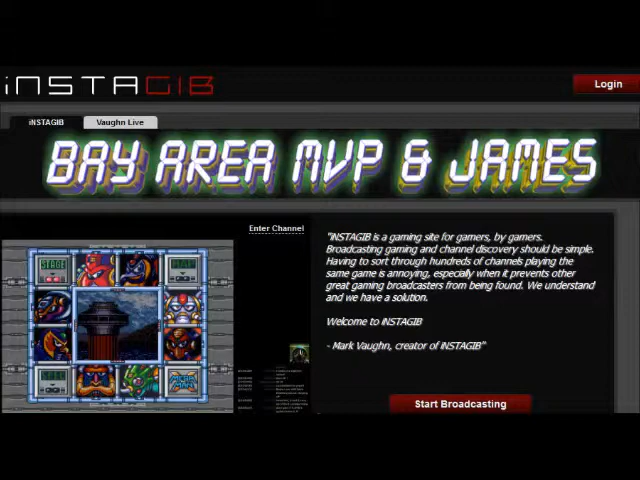 iNSTAGIB
Login
iNSTAGIB
Vaughn Live
BAY AREA MVP & JAMES
Enter Channel
"iNSTAGIB is a gaming site for gamers, by gamers.
Broadcasting gaming and channel discovery should be simple.
Having to sort through hundreds of channels playing the
same game is annoying, especially when it prevents other
great gaming broadcasters from being found. We understand
and we have a solution.
Welcome to iNSTAGIB
- Mark Vaughn, creator of iNSTAGIB"
STAGE
MEGA
MAN
Start Broadcasting